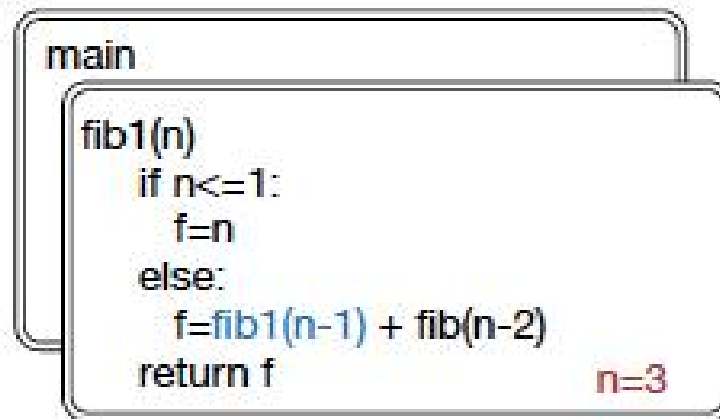 main
fib1(n)
if n<=1:
f=n
else:
f=fib1(n-1) + fib(n-2)
return f
n=3